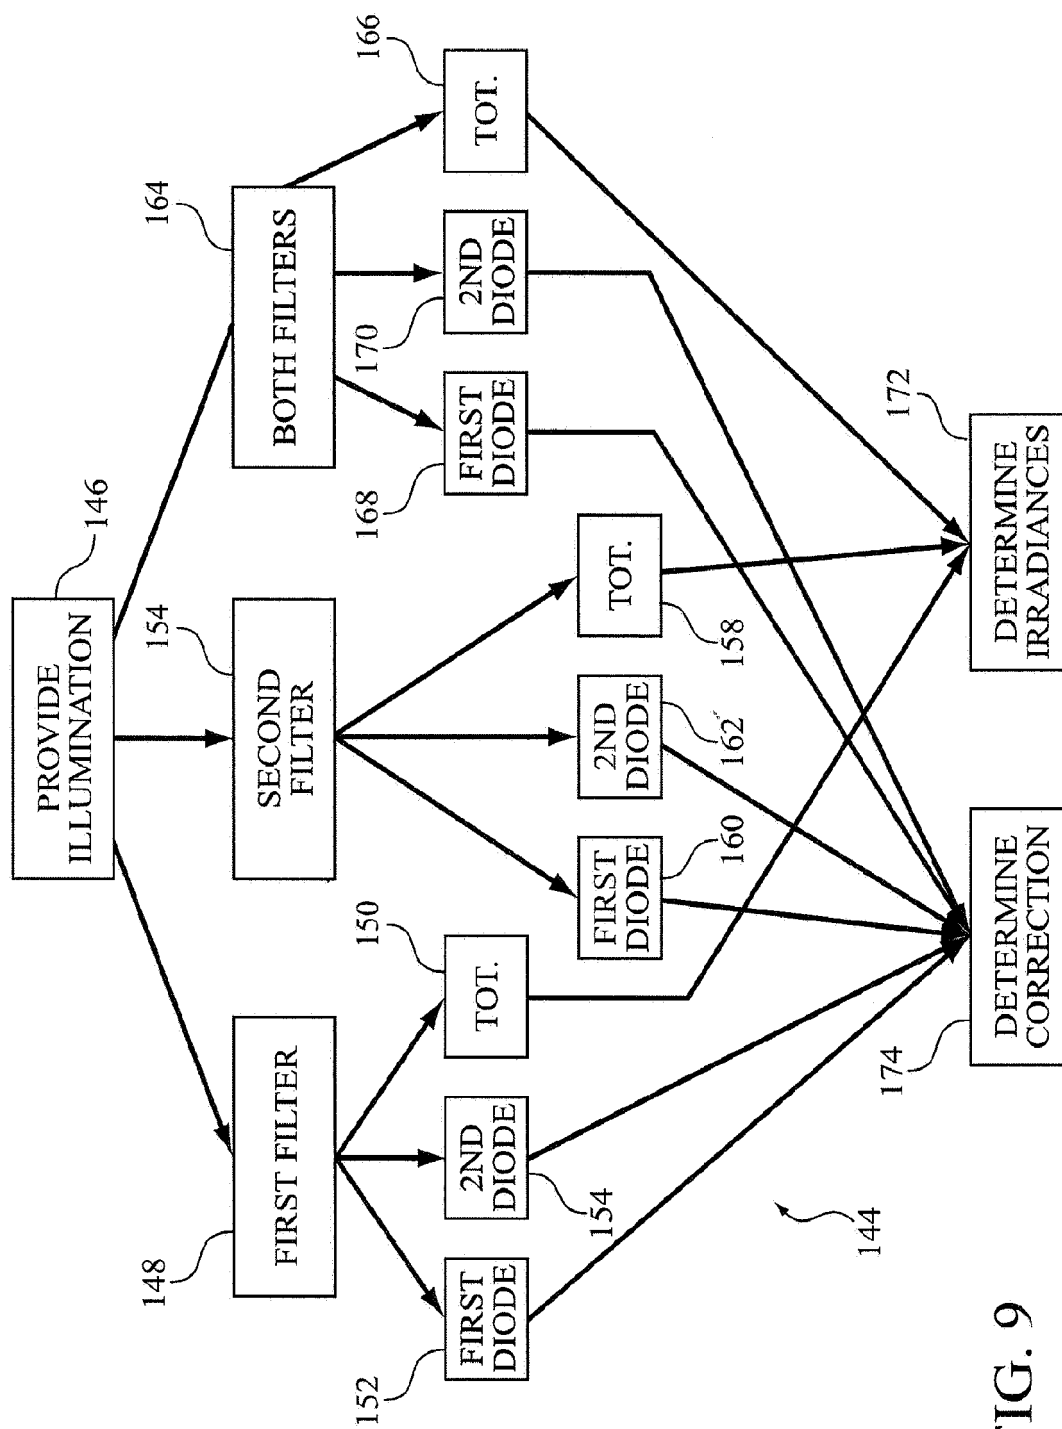 146
PROVIDE
ILLUMINATION
148
FIRST FILTER
154
SECOND
FILTER
164
BOTH FILTERS
152
FIRST
DIODE
2ND
DIODE
154
150
TOT.
168
FIRST
DIODE
170
2ND
DIODE
166
TOT.
FIRST
DIODE
160
2ND
DIODE
162
TOT.
158
174
DETERMINE
CORRECTION
172
DETERMINE
IRRADIANCES
144
FIG. 9